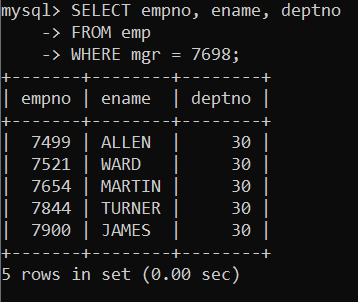 mysql> SELECT empno, ename, deptno
    -> FROM emp
    -> WHERE mgr = 7698;
+-------+--------+--------+
| empno | ename  | deptno |
+-------+--------+--------+
|  7499 | ALLEN  |     30 |
|  7521 | WARD   |     30 |
|  7654 | MARTIN |     30 |
|  7844 | TURNER |     30 |
|  7900 | JAMES  |     30 |
+-------+--------+--------+
5 rows in set (0.00 sec)